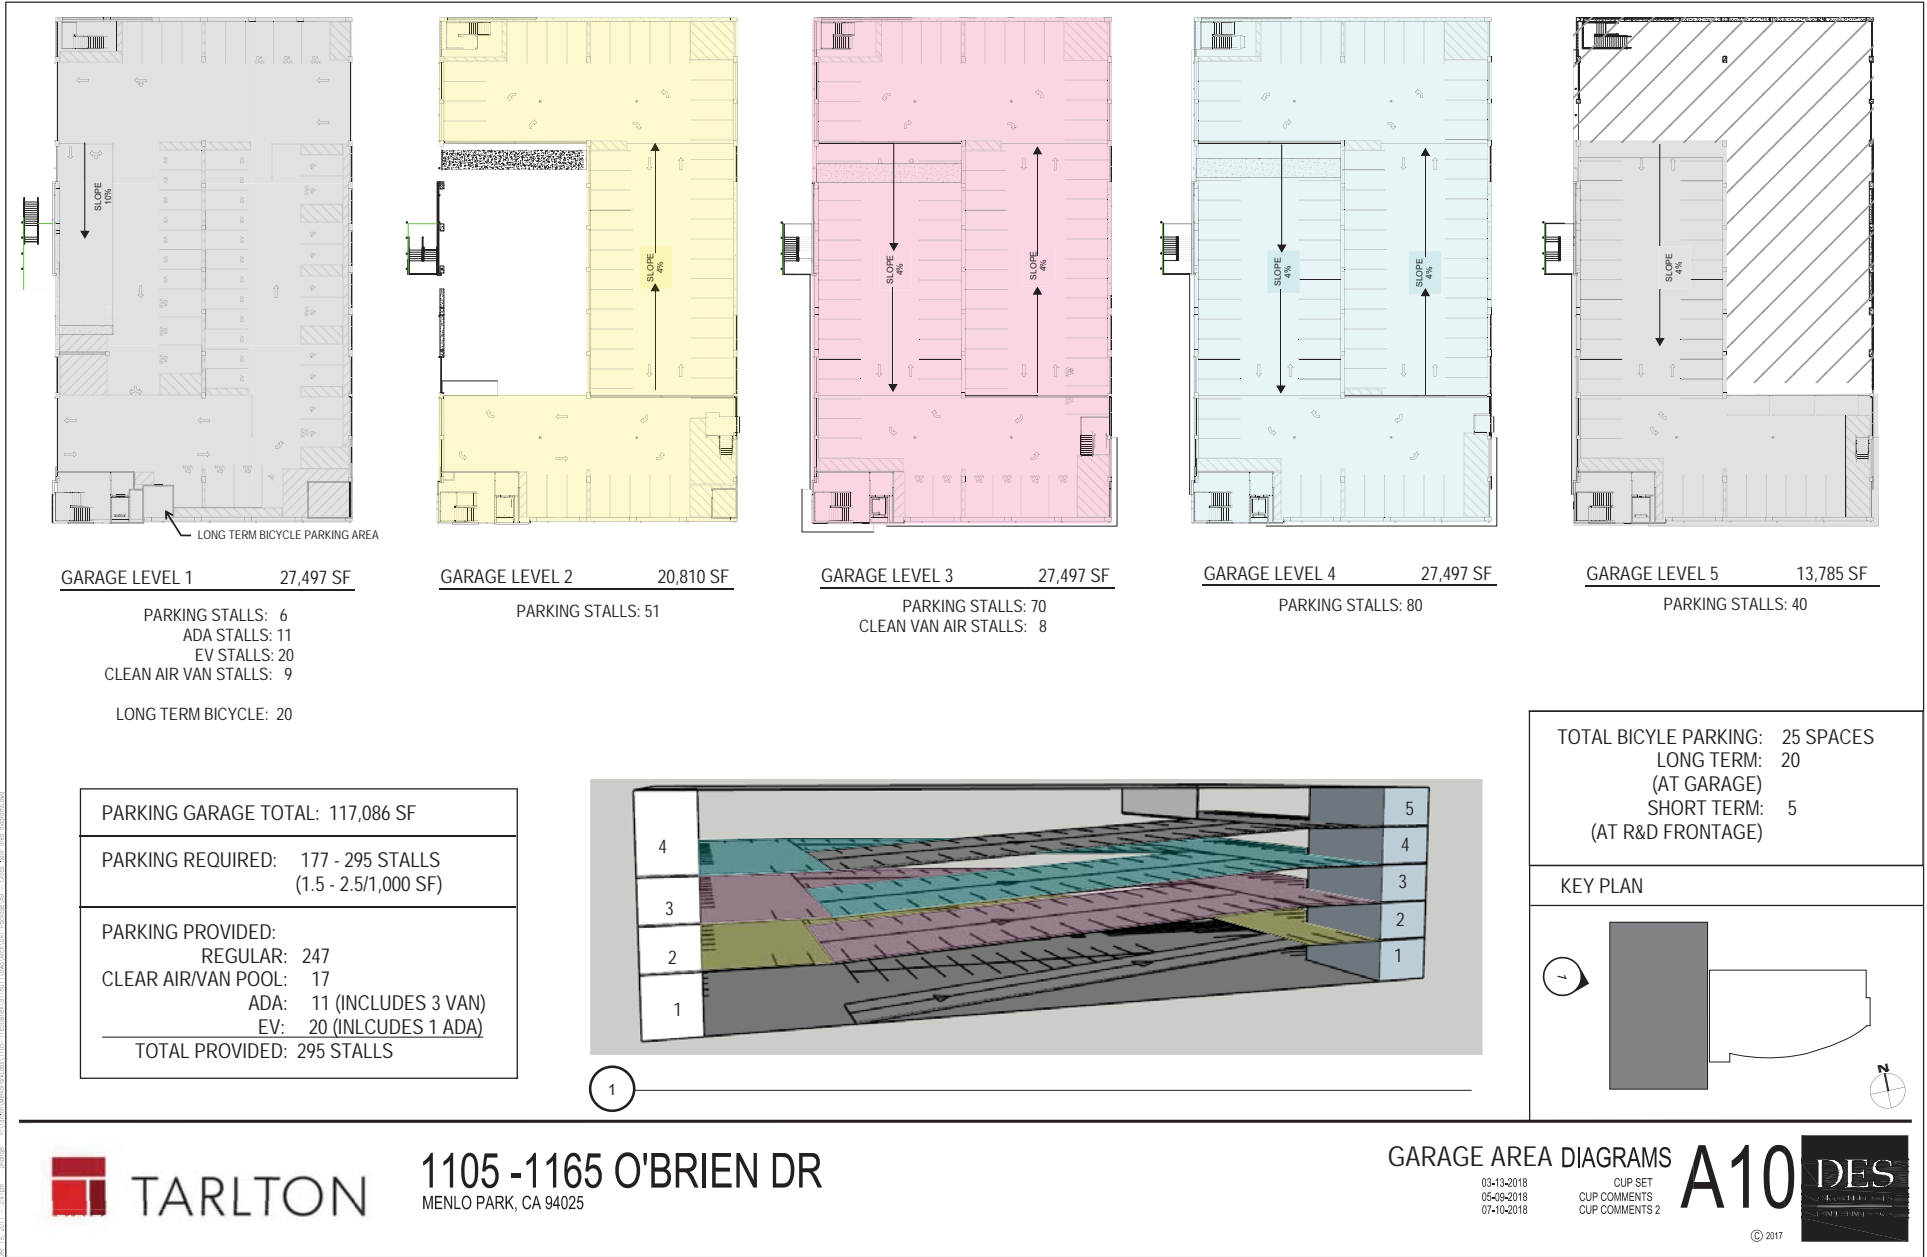 SLOPE
10%
SLOPE
4%
SLOPE
4%
SLOPE
4%
SLOPE
4%
SLOPE
4%
SLOPE
4%
LONG TERM BICYCLE PARKING AREA
GARAGE LEVEL 1 27,497 SF
PARKING STALLS: 6
ADA STALLS: 11
EV STALLS: 20
CLEAN AIR VAN STALLS: 9
LONG TERM BICYCLE: 20
GARAGE LEVEL 2 20,810 SF
PARKING STALLS: 51
GARAGE LEVEL 3 27,497 SF
PARKING STALLS: 70
CLEAN VAN AIR STALLS: 8
GARAGE LEVEL 4 27,497 SF
PARKING STALLS: 80
GARAGE LEVEL 5 13,785 SF
PARKING STALLS: 40
PARKING GARAGE TOTAL: 117,086 SF
PARKING REQUIRED: 177 - 295 STALLS
(1.5 - 2.5/1,000 SF)
PARKING PROVIDED:
REGULAR: 247
CLEAR AIR/VAN POOL: 17
ADA: 11 (INCLUDES 3 VAN)
EV: 20 (INLCUDES 1 ADA)
TOTAL PROVIDED: 295 STALLS
4
3
2
1
5
4
3
2
1
1
TOTAL BICYLE PARKING: 25 SPACES
LONG TERM: 20
(AT GARAGE)
SHORT TERM: 5
(AT R&D FRONTAGE)
KEY PLAN
1
N
TARLTON
1105 -1165 O'BRIEN DR
MENLO PARK, CA 94025
GARAGE AREA DIAGRAMS
03-13-2018 CUP SET
05-09-2018 CUP COMMENTS
07-10-2018 CUP COMMENTS 2
A10
DES
© 2017